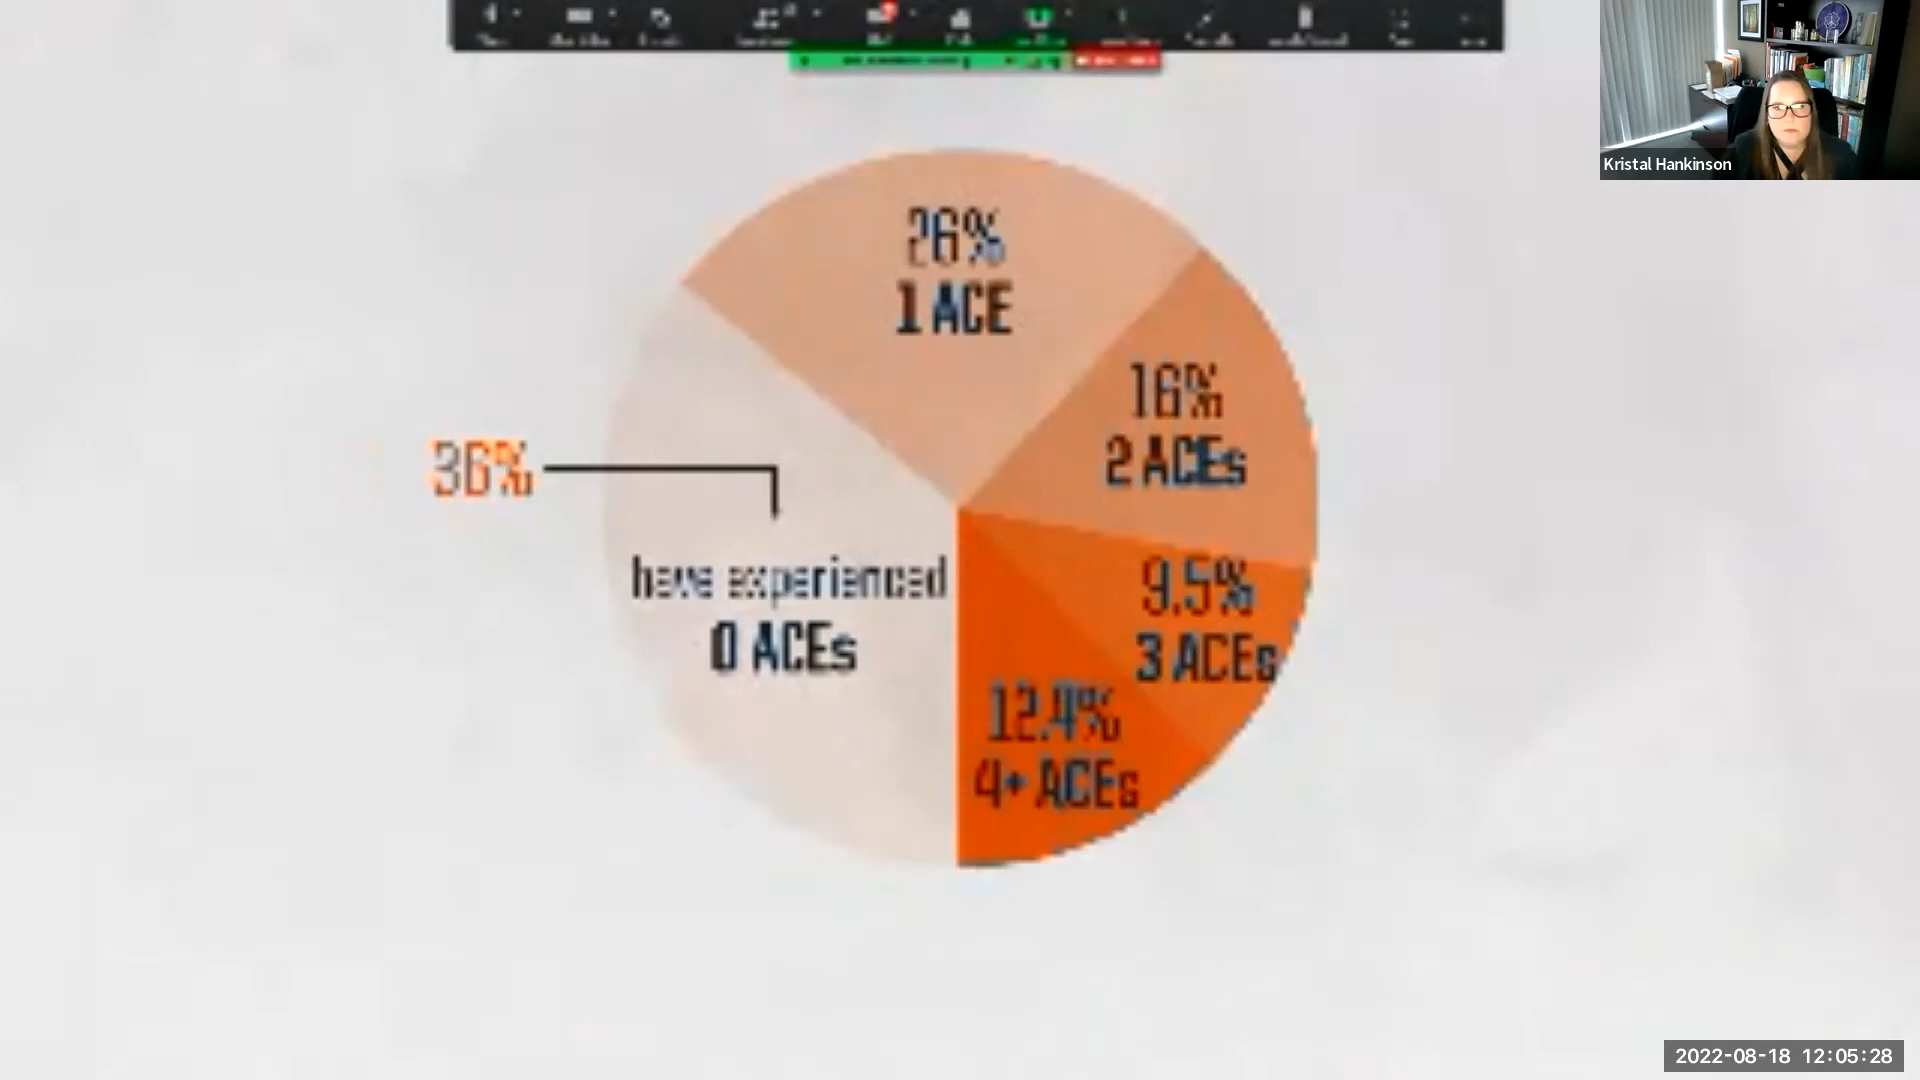 Kristal Hankinson
26%
1 ACE
16%
2 ACEs
36%
have experienced
0 ACEs
9.5%
3 ACEs
12.4%
4+ ACEs
2022-08-18 12:05:28